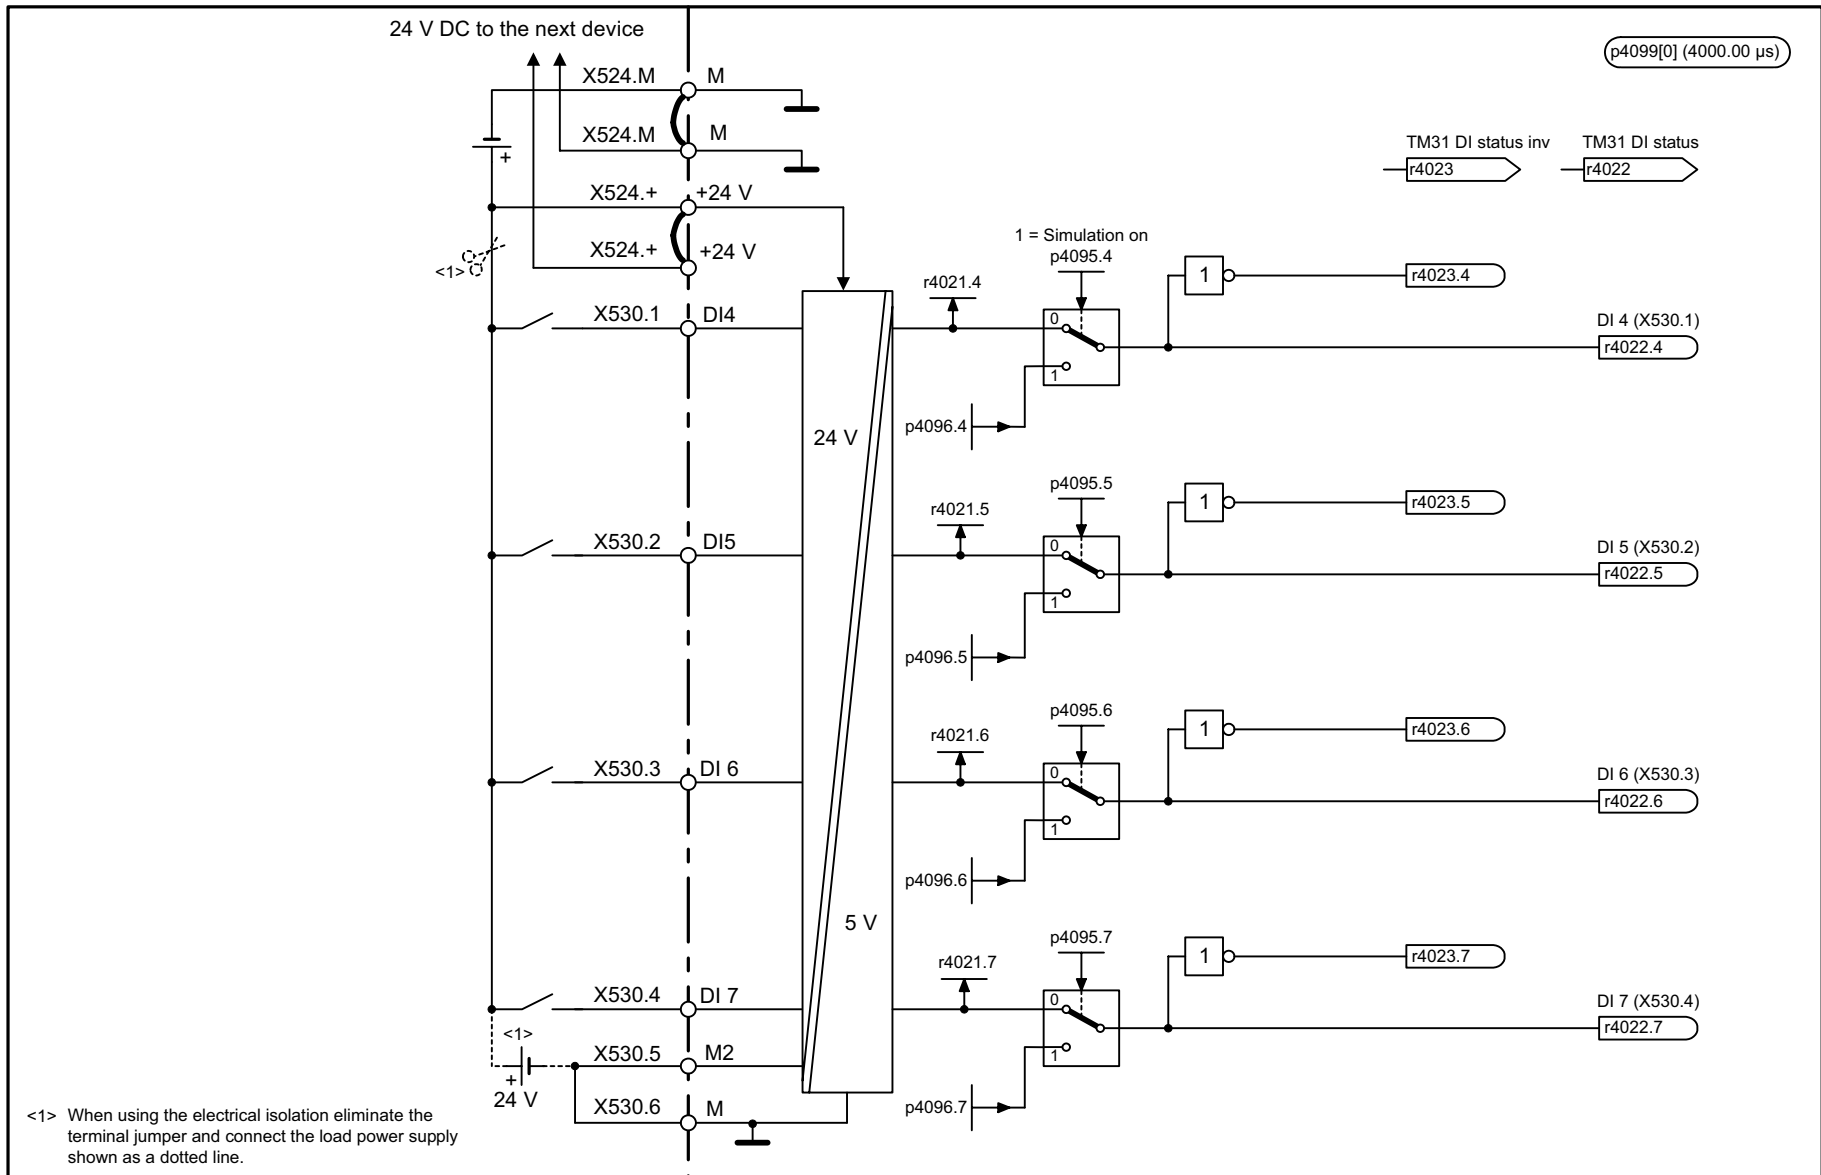 24 V DC to the next device
p4099[0] (4000.00 µs)
X524.M M
X524.M M
+
TM31 DI status inv TM31 DI status
r4023 r4022
X524.+ +24 V
X524.+ +24 V
<1>
1 = Simulation on
p4095.4
r4021.4
1 r4023.4
X530.1 DI4
0
DI 4 (X530.1)
r4022.4
1
p4096.4
24 V
p4095.5
r4021.5
1 r4023.5
X530.2 DI5
0
DI 5 (X530.2)
r4022.5
1
p4096.5
p4095.6
r4021.6
1 r4023.6
X530.3 DI 6
0
DI 6 (X530.3)
r4022.6
1
p4096.6
5 V
p4095.7
r4021.7
1 r4023.7
X530.4 DI 7
0
DI 7 (X530.4)
r4022.7
1
<1>
X530.5 M2
+
24 V
X530.6 M
p4096.7
<1> When using the electrical isolation eliminate the
terminal jumper and connect the load power supply
shown as a dotted line.